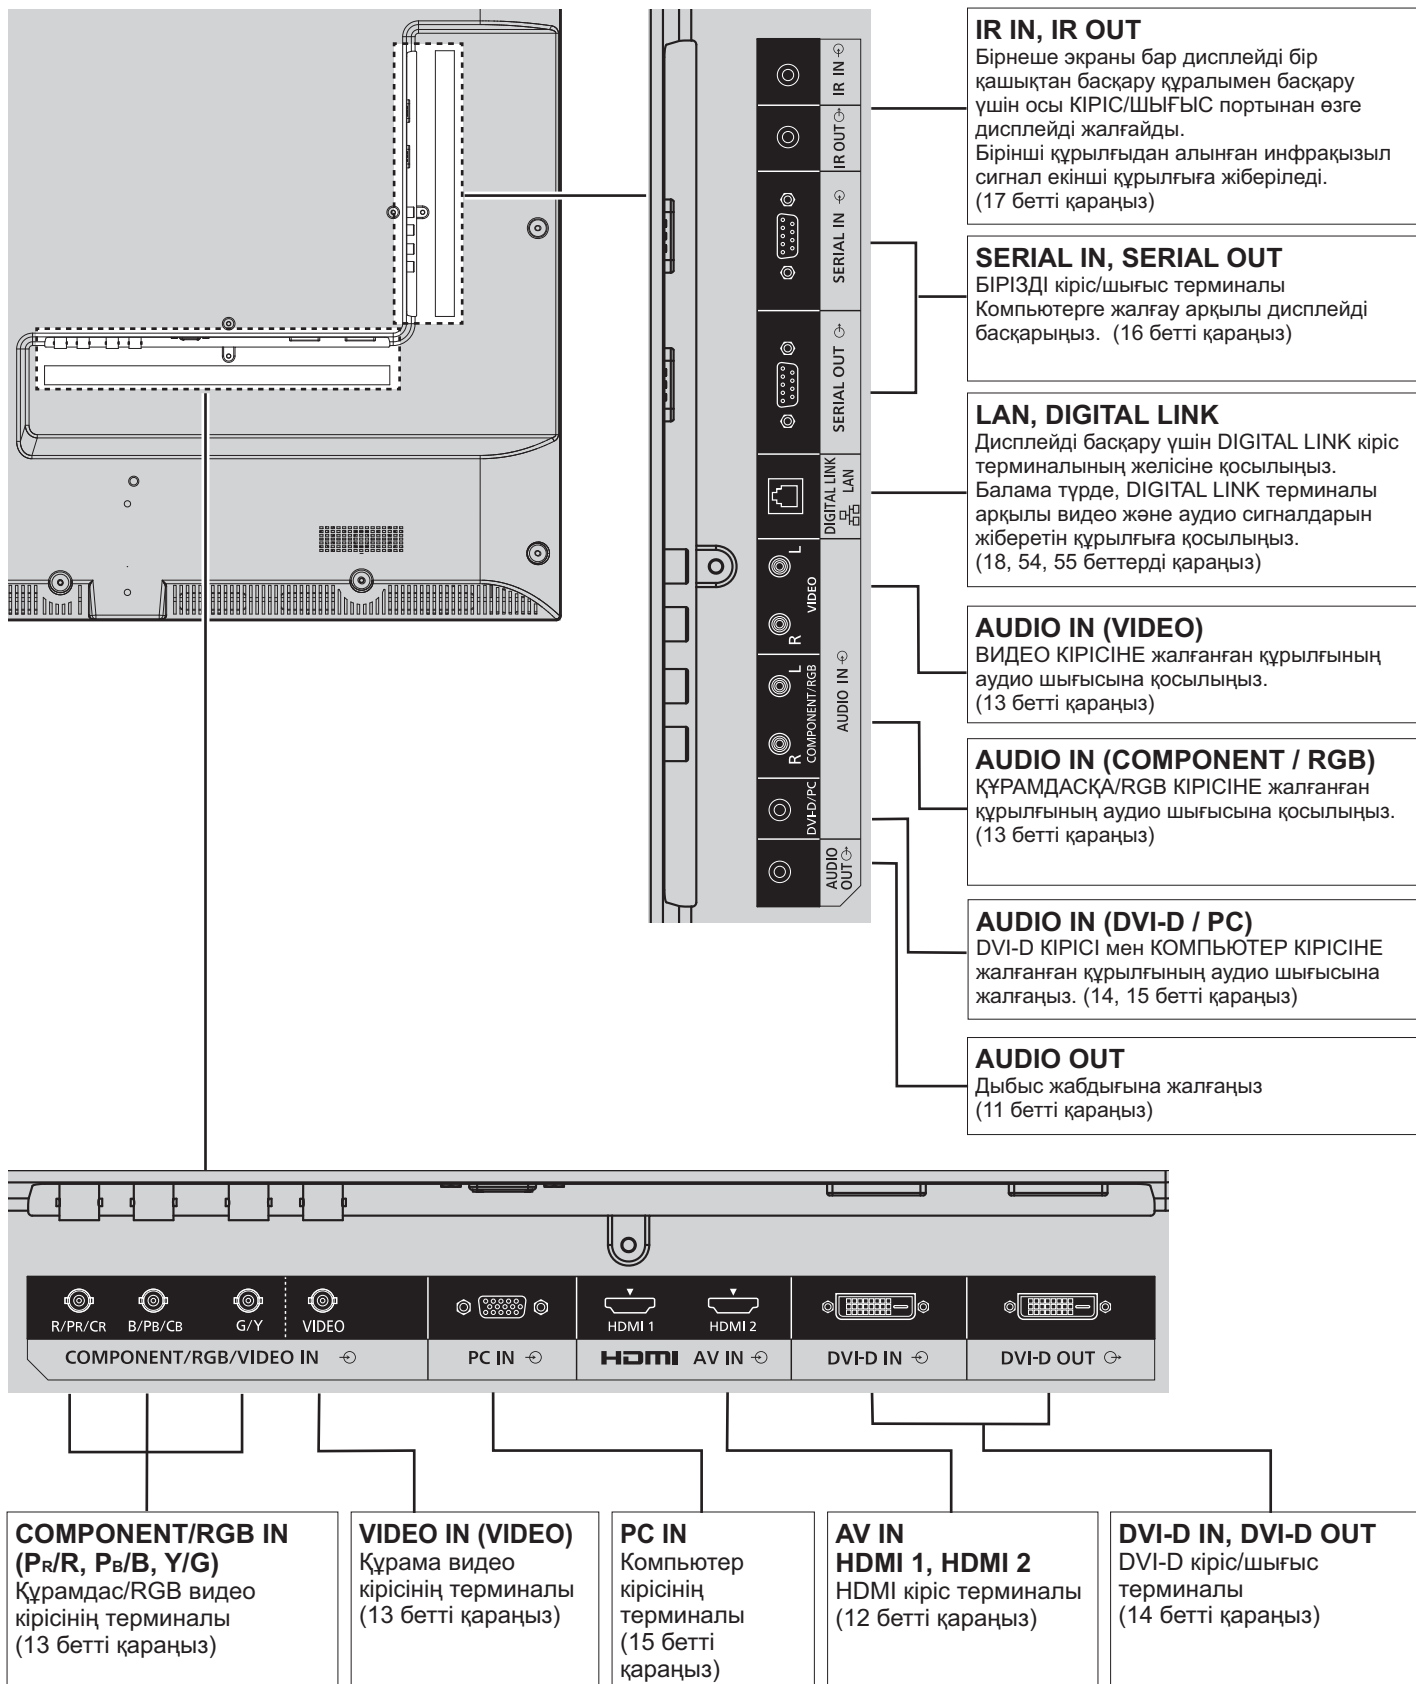 IR IN
IR OUT
SERIAL IN
SERIAL OUT
DIGITAL LINK
LAN
L
R
VIDEO
L
R
COMPONENT/RGB
DVI-D/PC
AUDIO IN
AUDIO
OUT
IR IN, IR OUT
Бірнеше экраны бар дисплейді бір
қашықтан басқару құралымен басқару
үшін осы КІРІС/ШЫҒЫС портынан өзге
дисплейді жалғайды.
Бірінші құрылғыдан алынған инфрақызыл
сигнал екінші құрылғыға жіберіледі.
(17 бетті қараңыз)
SERIAL IN, SERIAL OUT
БІРІЗДІ кіріс/шығыс терминалы
Компьютерге жалғау арқылы дисплейді
басқарыңыз. (16 бетті қараңыз)
LAN, DIGITAL LINK
Дисплейді басқару үшін DIGITAL LINK кіріс
терминалының желісіне қосылыңыз.
Балама түрде, DIGITAL LINK терминалы
арқылы видео және аудио сигналдарын
жіберетін құрылғыға қосылыңыз.
(18, 54, 55 беттерді қараңыз)
AUDIO IN (VIDEO)
ВИДЕО КІРІСІНЕ жалғанған құрылғының
аудио шығысына қосылыңыз.
(13 бетті қараңыз)
AUDIO IN (COMPONENT / RGB)
ҚҰРАМДАСҚА/RGB КІРІСІНЕ жалғанған
құрылғының аудио шығысына қосылыңыз.
(13 бетті қараңыз)
AUDIO IN (DVI-D / PC)
DVI-D КІРІСІ мен КОМПЬЮТЕР КІРІСІНЕ
жалғанған құрылғының аудио шығысына
жалғаңыз. (14, 15 бетті қараңыз)
AUDIO OUT
Дыбыс жабдығына жалғаңыз
(11 бетті қараңыз)
R/PR/CR B/PB/CB G/Y VIDEO HDMI 1 HDMI 2
COMPONENT/RGB/VIDEO IN PC IN HDMI AV IN DVI-D IN DVI-D OUT
COMPONENT/RGB IN
(PR/R, PB/B, Y/G)
Құрамдас/RGB видео
кірісінің терминалы
(13 бетті қараңыз)
VIDEO IN (VIDEO)
Құрама видео
кірісінің терминалы
(13 бетті қараңыз)
PC IN
Компьютер
кірісінің
терминалы
(15 бетті
қараңыз)
AV IN
HDMI 1, HDMI 2
HDMI кіріс терминалы
(12 бетті қараңыз)
DVI-D IN, DVI-D OUT
DVI-D кіріс/шығыс
терминалы
(14 бетті қараңыз)